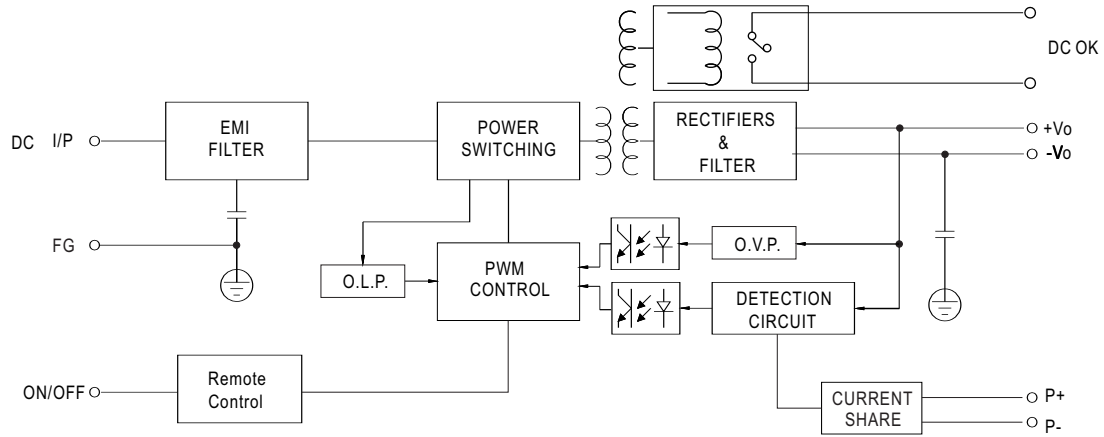 DC OK
EMI
FILTER
POWER
SWITCHING
RECTIFIERS
&
FILTER
DC I/P
+Vo
-Vo
FG
O.L.P.
PWM
CONTROL
O.V.P.
DETECTION
CIRCUIT
ON/OFF
Remote
Control
CURRENT
SHARE
P+
P-